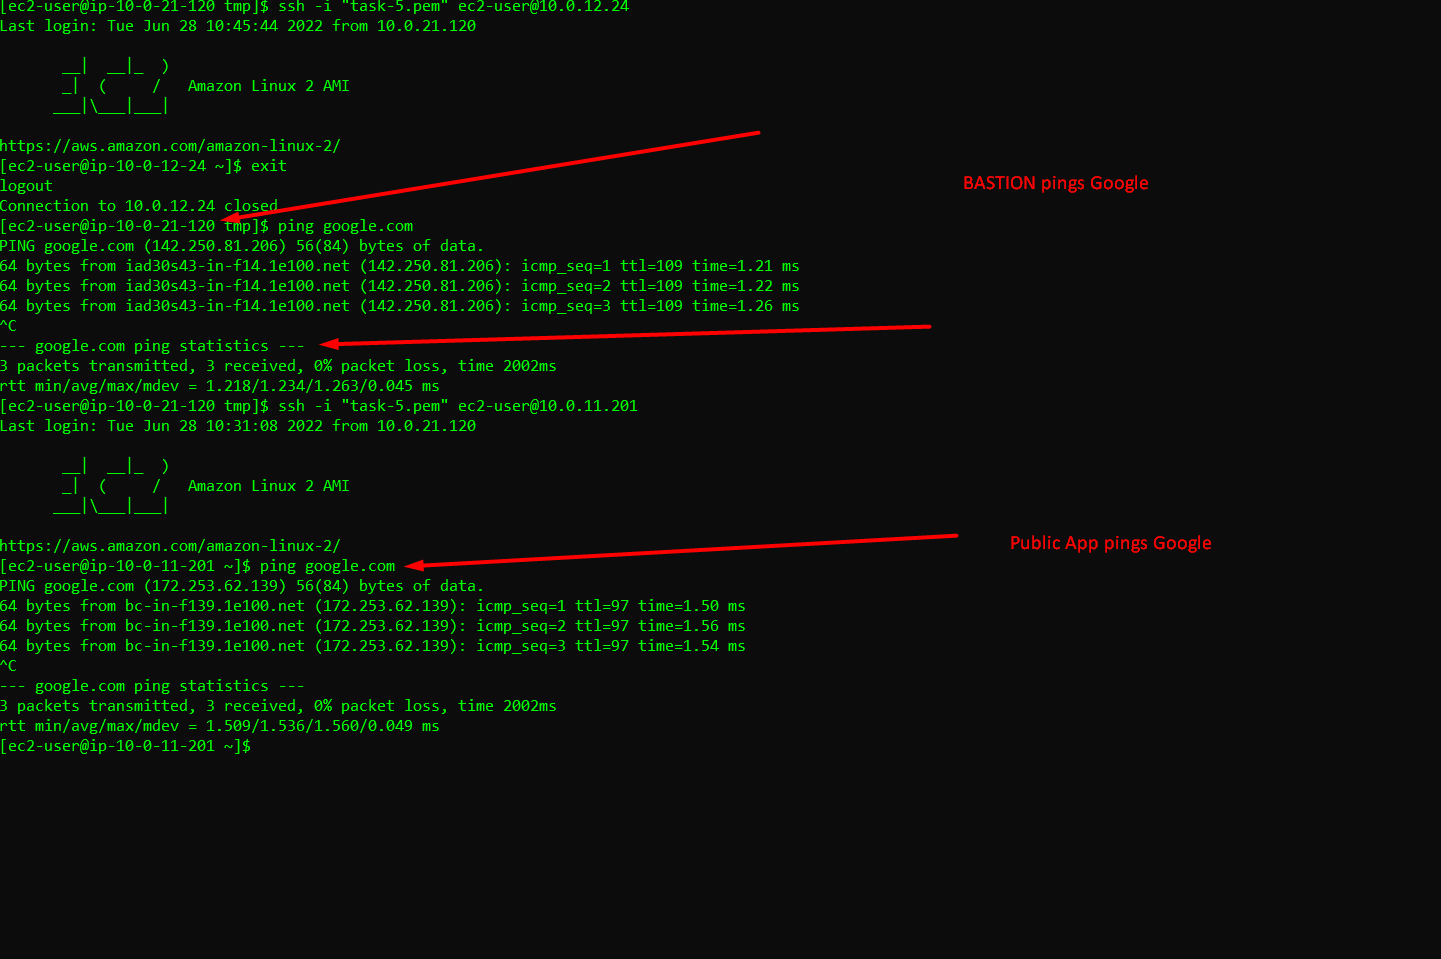 [ec2-user@ip-10-0-21-120 tmp]$ ssh -i "task-5.pem" ec2-user@10.0.12.24
Last login: Tue Jun 28 10:45:44 2022 from 10.0.21.120
       __|  __|_  )
       _|  (     /   Amazon Linux 2 AMI
      ___|\___|___|
https://aws.amazon.com/amazon-linux-2/
[ec2-user@ip-10-0-12-24 ~]$ exit
logout
BASTION pings Google
Connection to 10.0.12.24 closed
[ec2-user@ip-10-0-21-120 tmp]$ ping google.com
PING google.com (142.250.81.206) 56(84) bytes of data.
64 bytes from iad30s43-in-f14.1e100.net (142.250.81.206): icmp_seq=1 ttl=109 time=1.21 ms
64 bytes from iad30s43-in-f14.1e100.net (142.250.81.206): icmp_seq=2 ttl=109 time=1.22 ms
64 bytes from iad30s43-in-f14.1e100.net (142.250.81.206): icmp_seq=3 ttl=109 time=1.26 ms
^C
--- google.com ping statistics ---
3 packets transmitted, 3 received, 0% packet loss, time 2002ms
rtt min/avg/max/mdev = 1.218/1.234/1.263/0.045 ms
[ec2-user@ip-10-0-21-120 tmp]$ ssh -i "task-5.pem" ec2-user@10.0.11.201
Last login: Tue Jun 28 10:31:08 2022 from 10.0.21.120
       __|  __|_  )
       _|  (     /   Amazon Linux 2 AMI
      ___|\___|___|
https://aws.amazon.com/amazon-linux-2/
Public App pings Google
[ec2-user@ip-10-0-11-201 ~]$ ping google.com
PING google.com (172.253.62.139) 56(84) bytes of data.
64 bytes from bc-in-f139.1e100.net (172.253.62.139): icmp_seq=1 ttl=97 time=1.50 ms
64 bytes from bc-in-f139.1e100.net (172.253.62.139): icmp_seq=2 ttl=97 time=1.56 ms
64 bytes from bc-in-f139.1e100.net (172.253.62.139): icmp_seq=3 ttl=97 time=1.54 ms
^C
--- google.com ping statistics ---
3 packets transmitted, 3 received, 0% packet loss, time 2002ms
rtt min/avg/max/mdev = 1.509/1.536/1.560/0.049 ms
[ec2-user@ip-10-0-11-201 ~]$